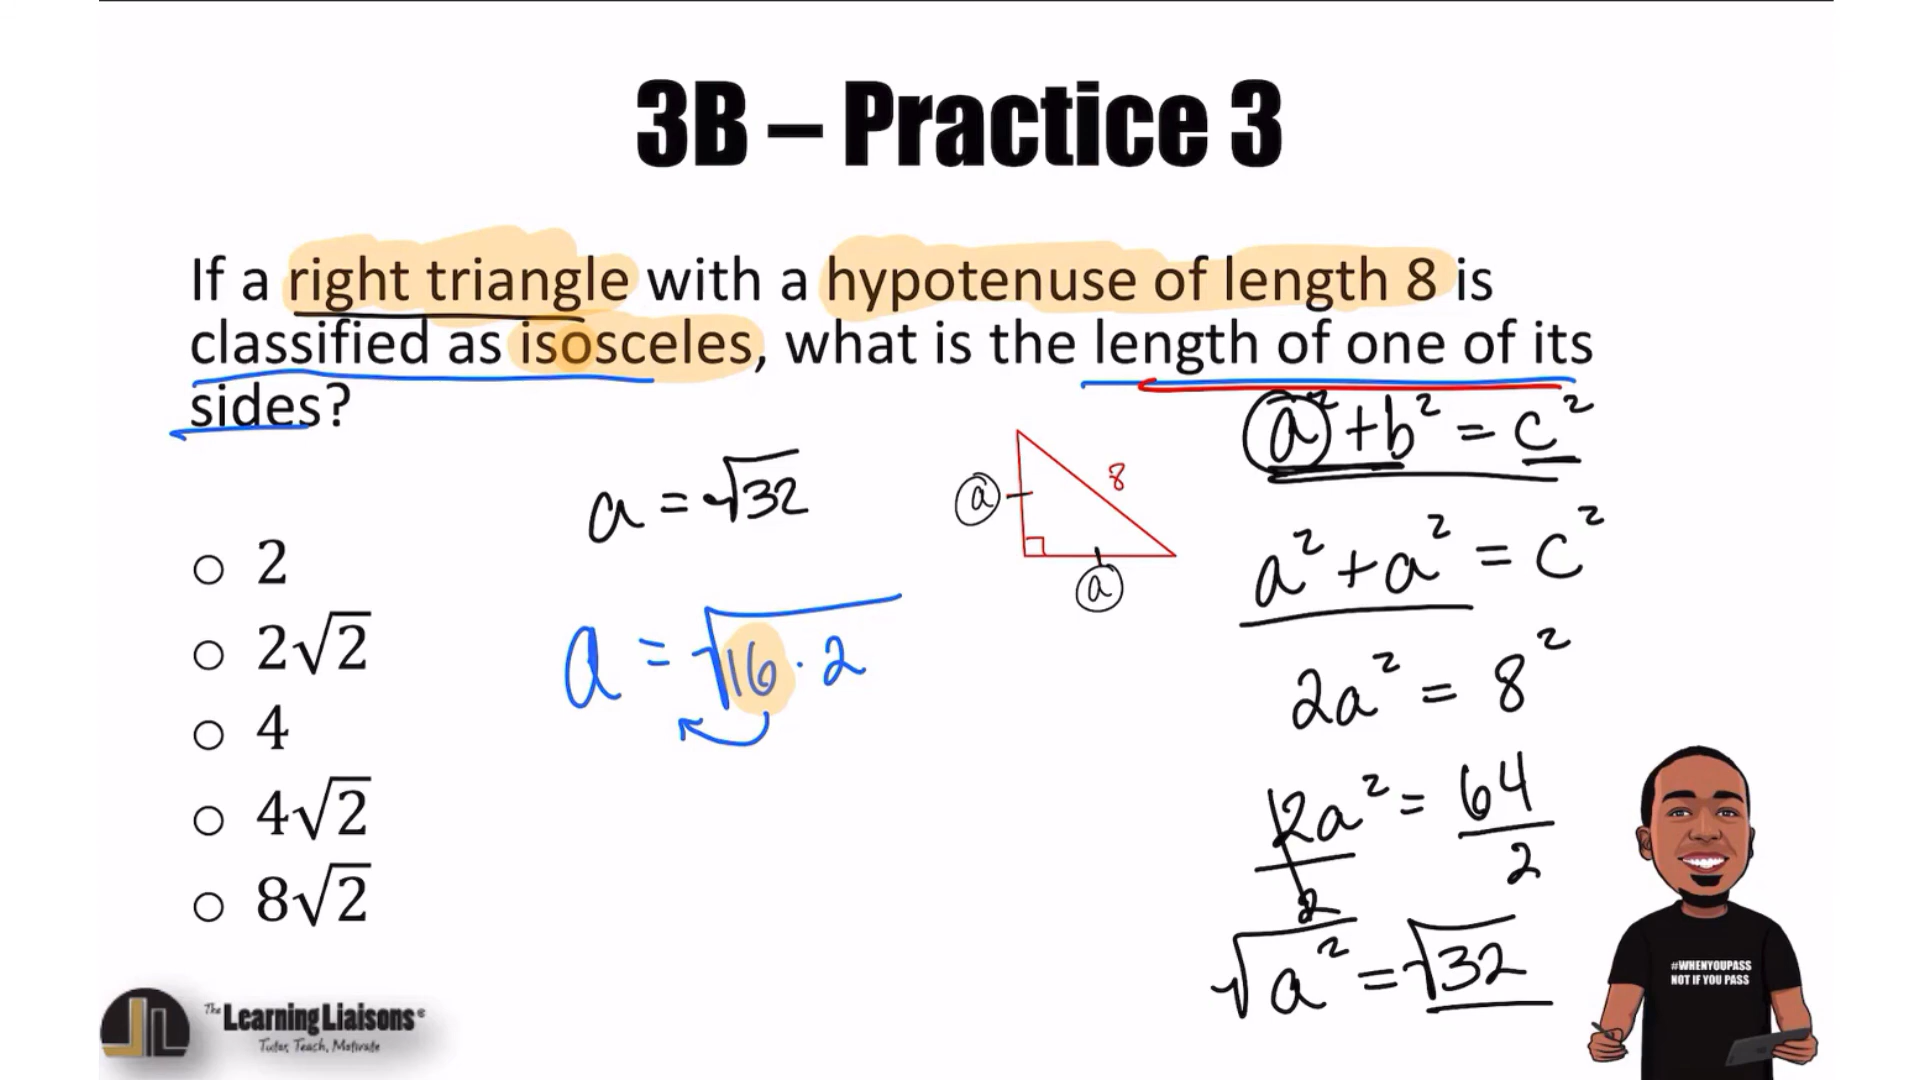 3B – Practice 3
If a right triangle with a hypotenuse of length 8 is
classified as isosceles, what is the length of one of its
sides?
a² + b² = c²
a = √32
8
a
a
a² + a² = c²
2
2√2
a = √16 · 2
2a² = 8²
4
4√2
2a² = 64
2 2
8√2
√a² = √32
#WHENYOUPASS
NOT IF YOU PASS
The Learning Liaisons®
Tutor, Teach, Motivate